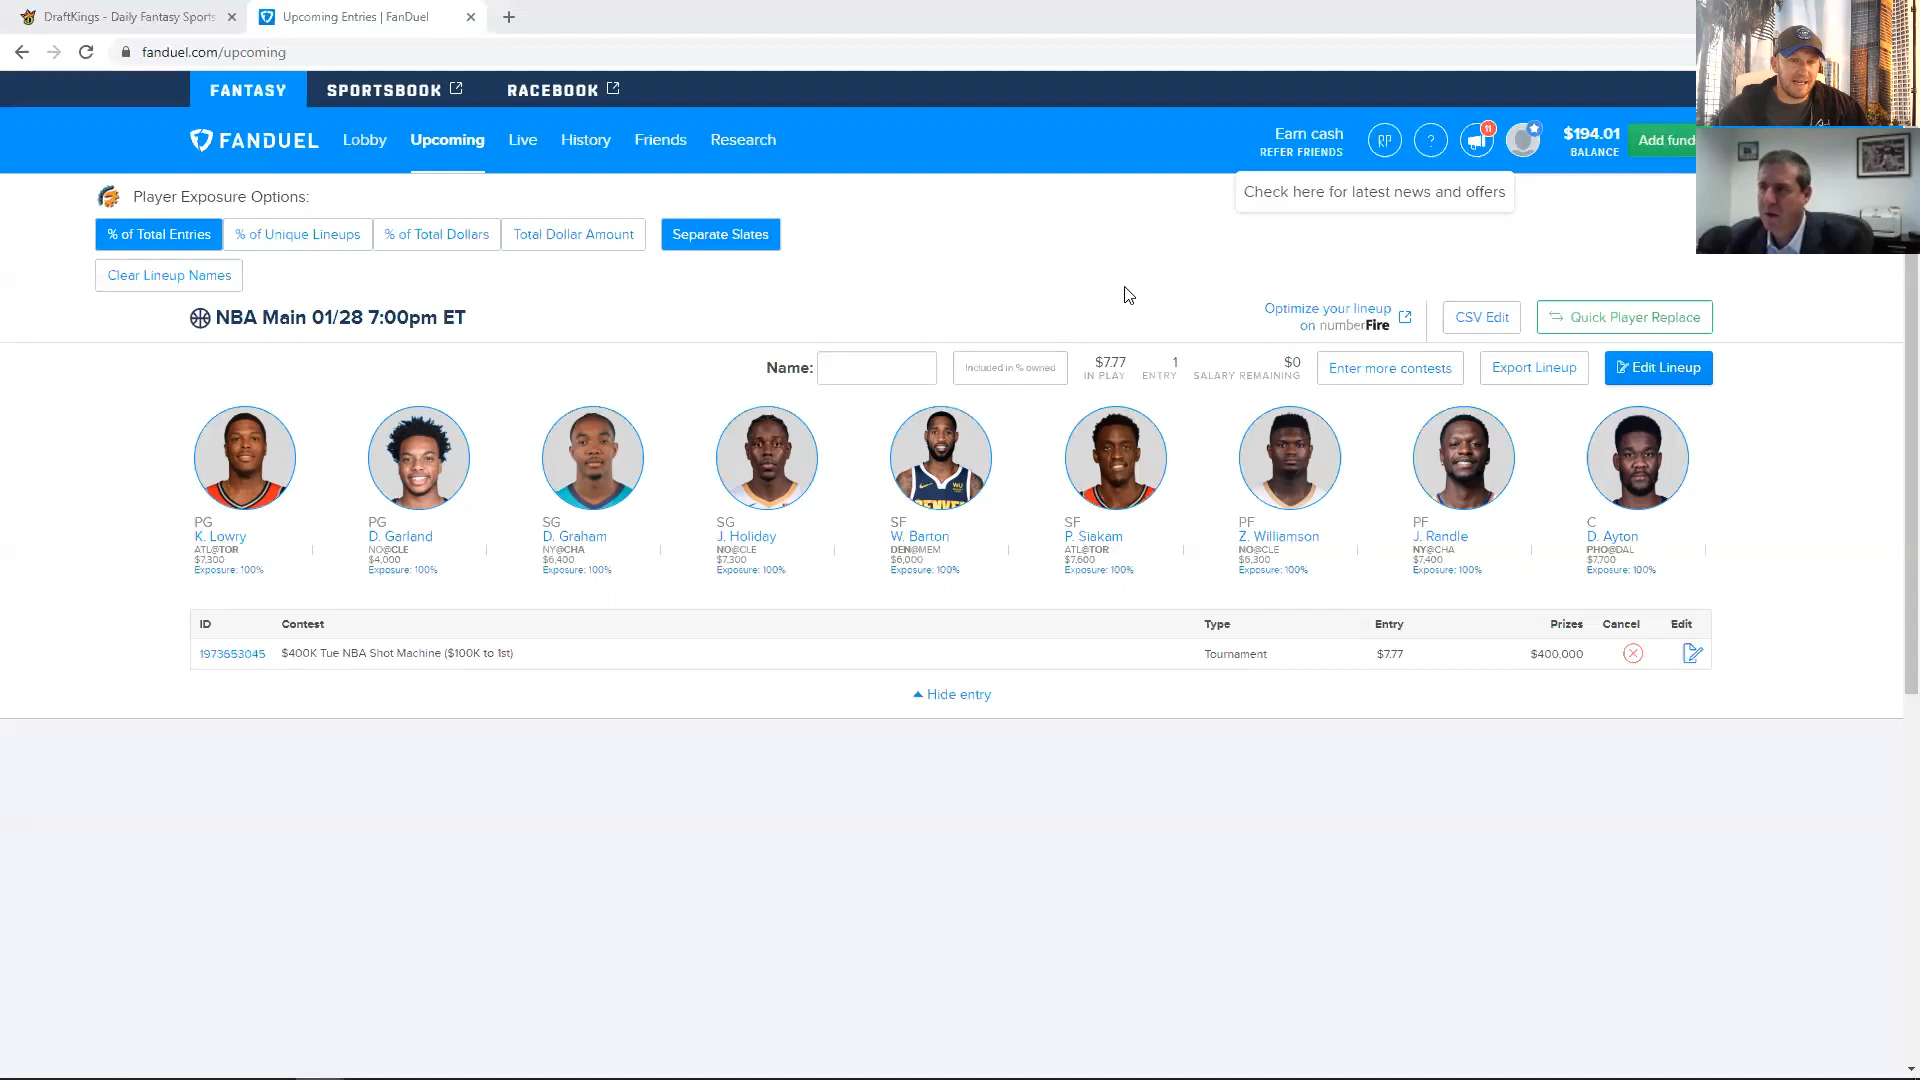 DraftKings - Daily Fantasy Sports
Upcoming Entries | FanDuel
fanduel.com/upcoming
FANTASY
SPORTSBOOK
RACEBOOK
FANDUEL
Lobby
Upcoming
Live
History
Friends
Research
Earn cash
REFER FRIENDS
RP
?
11
$194.01
BALANCE
Add fund
Player Exposure Options:
Check here for latest news and offers
% of Total Entries
% of Unique Lineups
% of Total Dollars
Total Dollar Amount
Separate Slates
Clear Lineup Names
NBA Main 01/28 7:00pm ET
Optimize your lineup
on numberFire
CSV Edit
Quick Player Replace
Name:
Included in % owned
$7.77
IN PLAY
1
ENTRY
$0
SALARY REMAINING
Enter more contests
Export Lineup
Edit Lineup
PG
K. Lowry
ATL@TOR
$7,300
Exposure: 100%
PG
D. Garland
NO@CLE
$4,000
Exposure: 100%
SG
D. Graham
NY@CHA
$6,400
Exposure: 100%
SG
J. Holiday
NO@CLE
$7,300
Exposure: 100%
SF
W. Barton
DEN@MEM
$6,000
Exposure: 100%
SF
P. Siakam
ATL@TOR
$7,600
Exposure: 100%
PF
Z. Williamson
NO@CLE
$6,300
Exposure: 100%
PF
J. Randle
NY@CHA
$7,400
Exposure: 100%
C
D. Ayton
PHO@DAL
$7,700
Exposure: 100%
ID Contest Type Entry Prizes Cancel Edit
1973653045 $400K Tue NBA Shot Machine ($100K to 1st) Tournament $7.77 $400,000
Hide entry